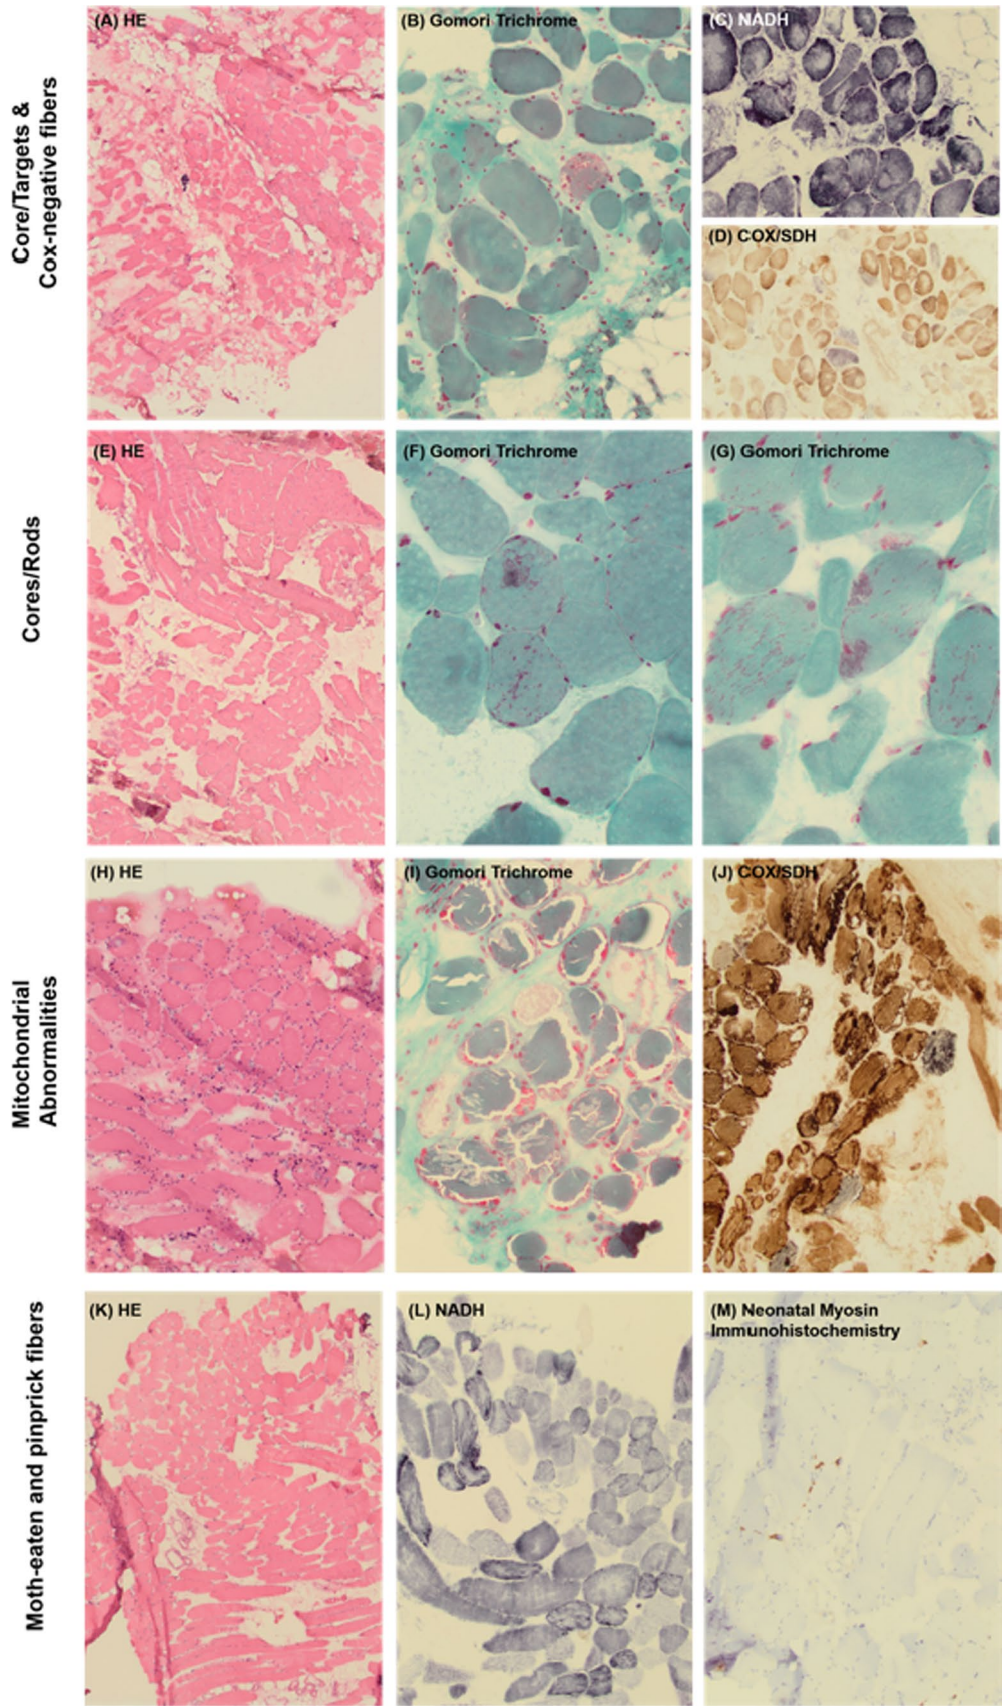 Core/Targets &
Cox-negative fibers
(A) HE
(B) Gomori Trichrome
(C) NADH
(D) COX/SDH
Cores/Rods
(E) HE
(F) Gomori Trichrome
(G) Gomori Trichrome
Mitochondrial
Abnormalities
(H) HE
(I) Gomori Trichrome
(J) COX/SDH
Moth-eaten and pinprick fibers
(K) HE
(L) NADH
(M) Neonatal Myosin
Immunohistochemistry